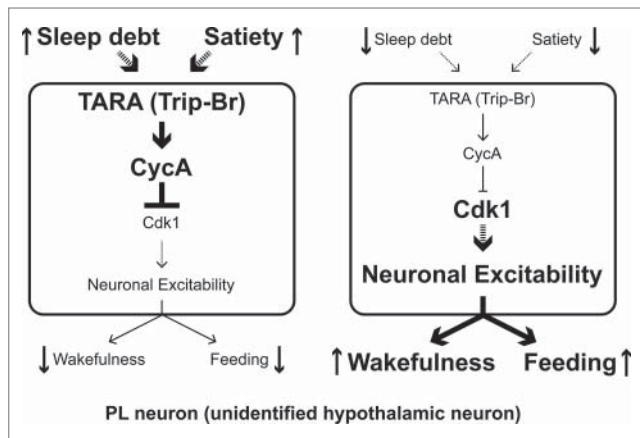 ↑ Sleep debt Satiety ↑
TARA (Trip-Br)
CycA
Cdk1
Neuronal Excitability
↓ Wakefulness Feeding ↓
↓ Sleep debt Satiety ↓
TARA (Trip-Br)
CycA
Cdk1
Neuronal Excitability
↑ Wakefulness Feeding ↑
PL neuron (unidentified hypothalamic neuron)